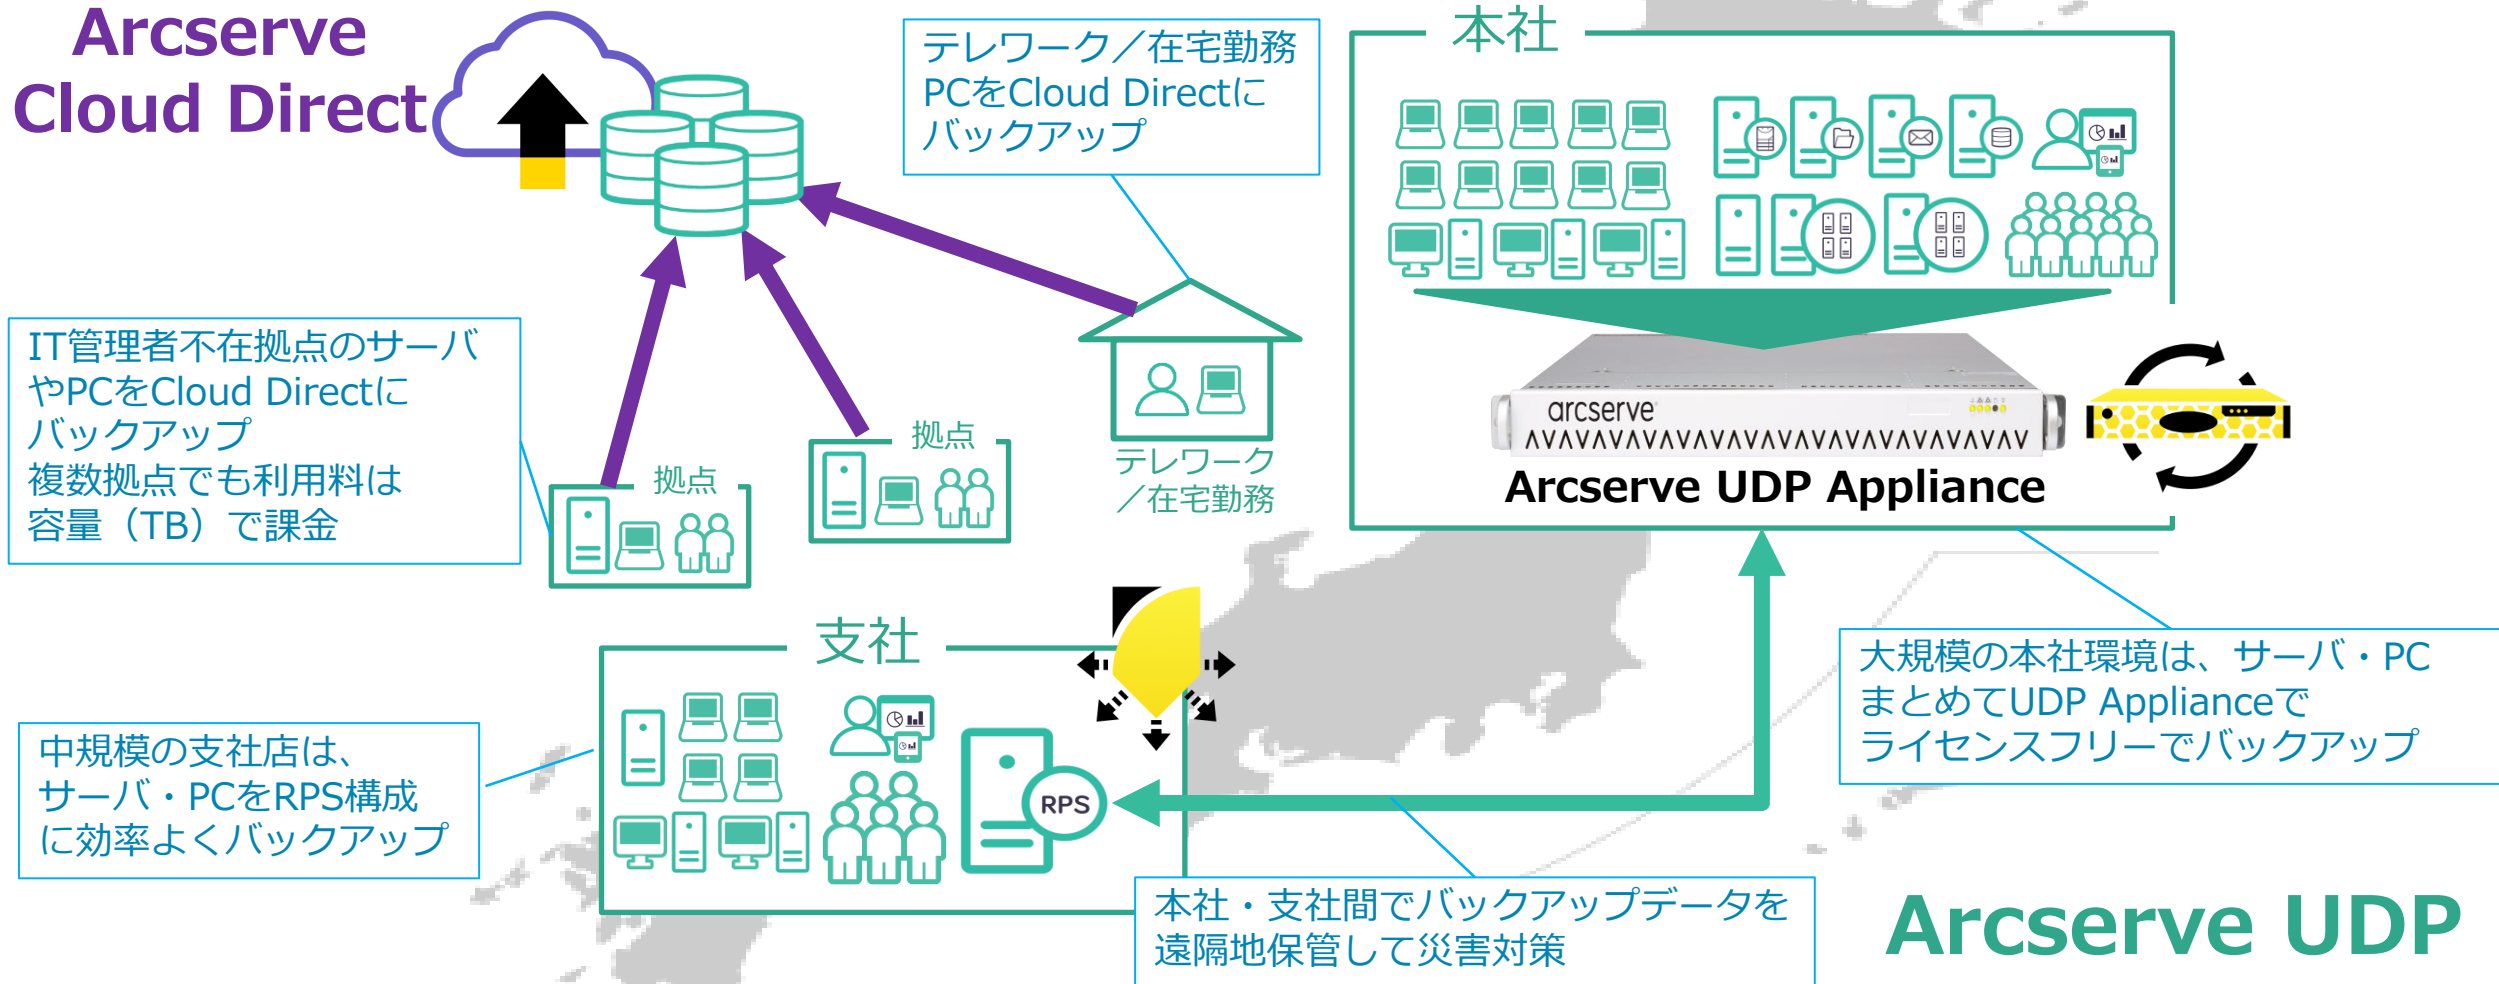 Arcserve
Cloud Direct
テレワーク／在宅勤務
PCをCloud Directに
バックアップ
本社
IT管理者不在拠点のサーバ
やPCをCloud Directに
バックアップ
複数拠点でも利用料は
容量（TB）で課金
拠点
拠点
テレワーク
／在宅勤務
arcserve
Arcserve UDP Appliance
支社
中規模の支社店は、
サーバ・PCをRPS構成
に効率よくバックアップ
RPS
大規模の本社環境は、サーバ・PC
まとめてUDP Applianceで
ライセンスフリーでバックアップ
本社・支社間でバックアップデータを
遠隔地保管して災害対策
Arcserve UDP